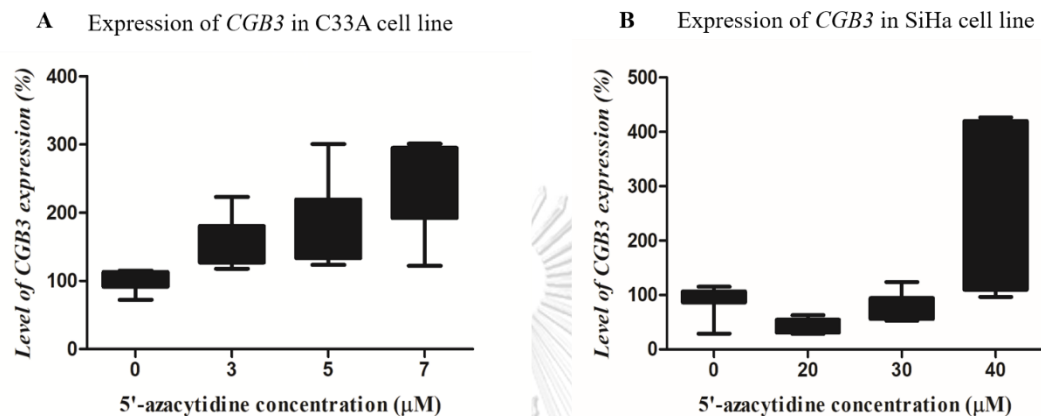 A Expression of CGB3 in C33A cell line
Level of CGB3 expression (%)
400
300
200
100
0
0 3 5 7
5'-azacytidine concentration (µM)
B Expression of CGB3 in SiHa cell line
Level of CGB3 expression (%)
500
400
300
200
100
0
0 20 30 40
5'-azacytidine concentration (µM)